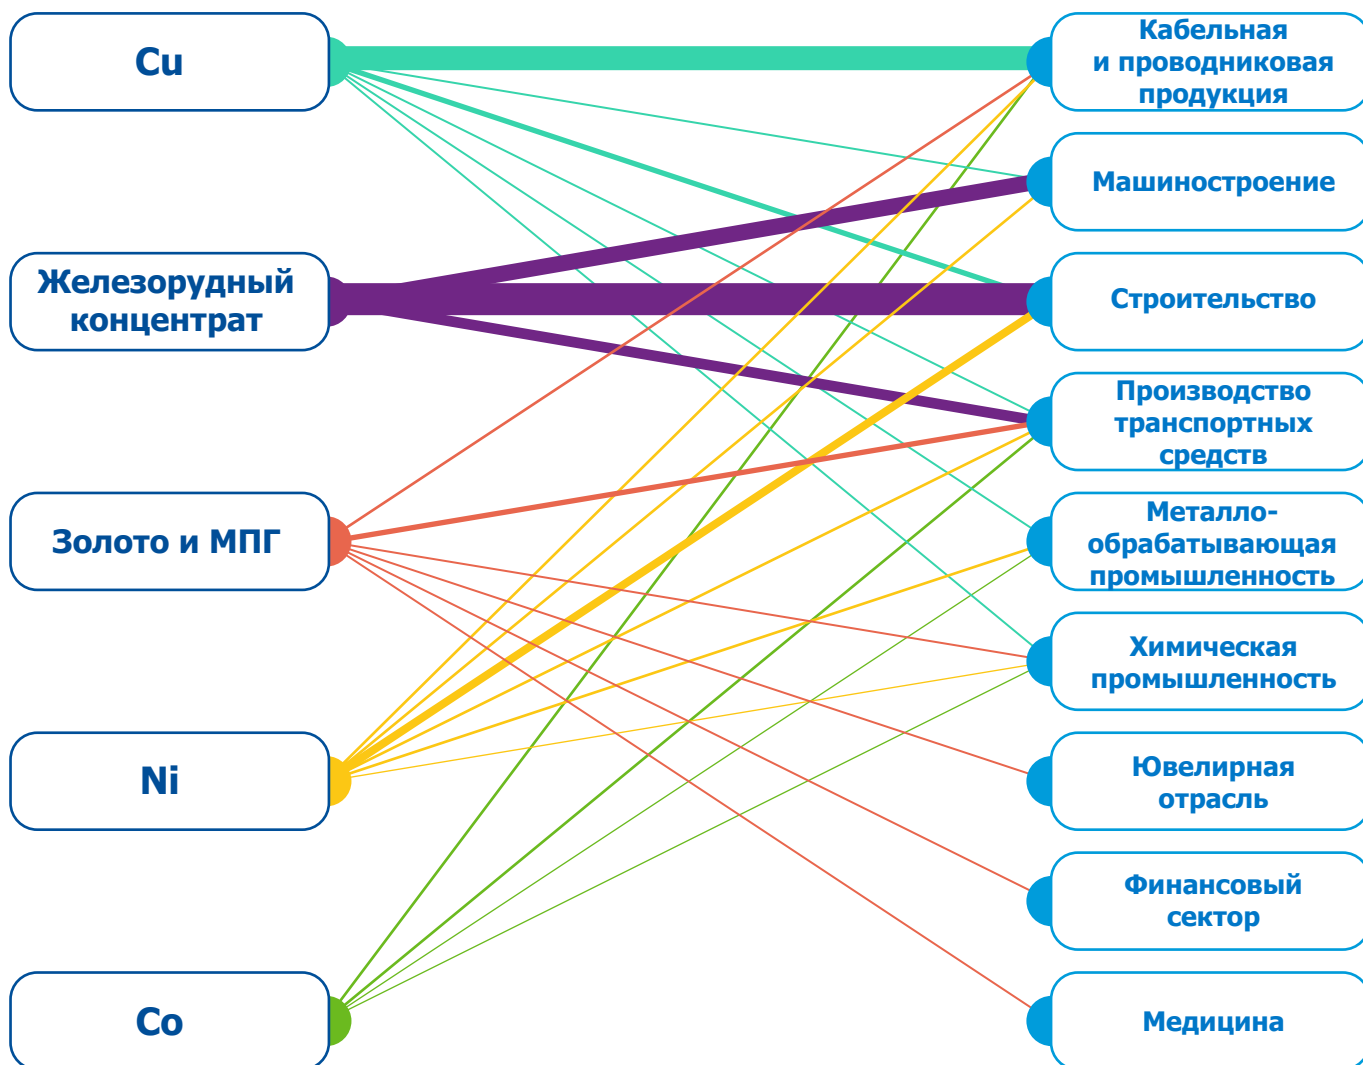 Cu
Железорудный
концентрат
Золото и МПГ
Ni
Co
Кабельная
и проводниковая
продукция
Машиностроение
Строительство
Производство
транспортных
средств
Металло-
обрабатывающая
промышленность
Химическая
промышленность
Ювелирная
отрасль
Финансовый
сектор
Медицина